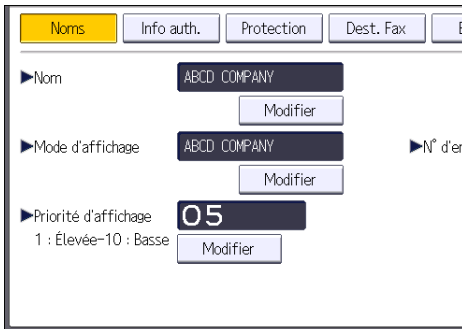 Noms Info auth. Protection Dest. Fax
▶Nom ABCD COMPANY
Modifier
▶Mode d'affichage ABCD COMPANY ▶N° d'er
Modifier
▶Priorité d'affichage 05
1 : Élevée-10 : Basse Modifier